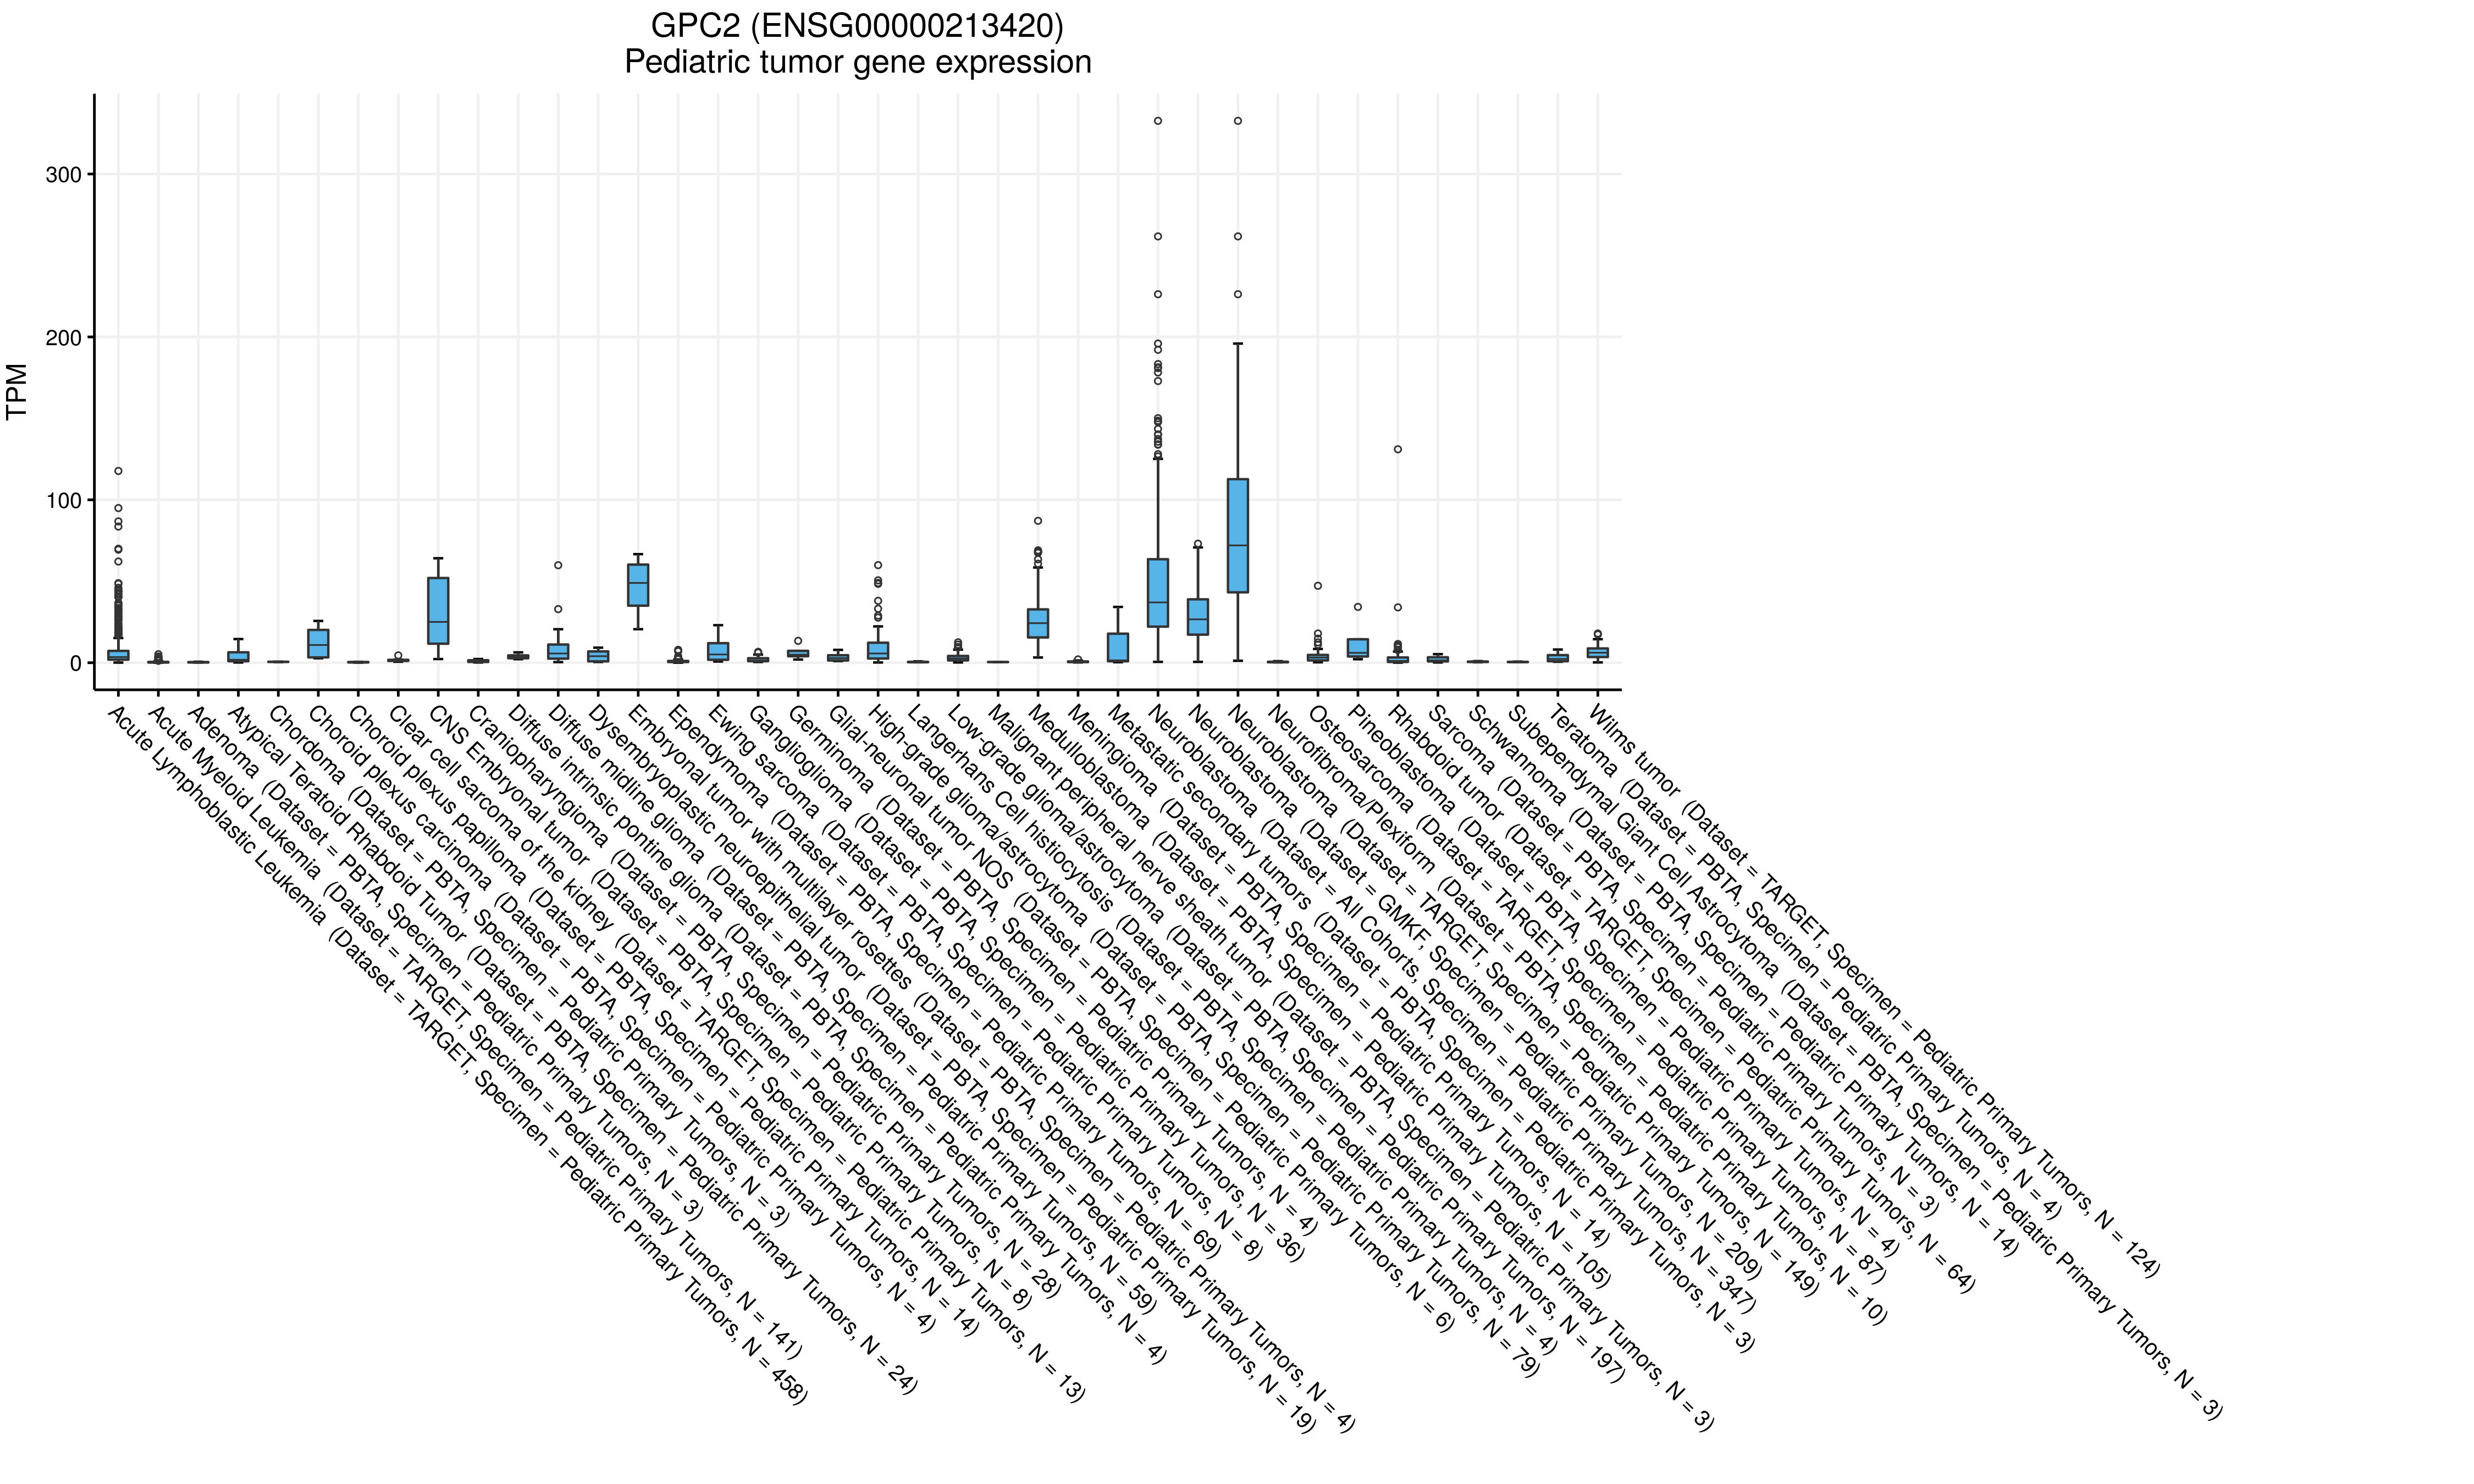 GPC2 (ENSG00000213420)
Pediatric tumor gene expression
TPM
300
200
100
0
Acute Lymphoblastic Leukemia (Dataset = TARGET, Specimen = Pediatric Primary Tumors, N = 458)
Acute Myeloid Leukemia (Dataset = TARGET, Specimen = Pediatric Primary Tumors, N = 141)
Adenoma (Dataset = PBTA, Specimen = Pediatric Primary Tumors, N = 3)
Atypical Teratoid Rhabdoid Tumor (Dataset = PBTA, Specimen = Pediatric Primary Tumors, N = 24)
Chordoma (Dataset = PBTA, Specimen = Pediatric Primary Tumors, N = 3)
Choroid plexus carcinoma (Dataset = PBTA, Specimen = Pediatric Primary Tumors, N = 4)
Choroid plexus papilloma (Dataset = PBTA, Specimen = Pediatric Primary Tumors, N = 14)
Clear cell sarcoma of the kidney (Dataset = TARGET, Specimen = Pediatric Primary Tumors, N = 13)
CNS Embryonal tumor (Dataset = PBTA, Specimen = Pediatric Primary Tumors, N = 8)
Craniopharyngioma (Dataset = PBTA, Specimen = Pediatric Primary Tumors, N = 28)
Diffuse intrinsic pontine glioma (Dataset = PBTA, Specimen = Pediatric Primary Tumors, N = 4)
Diffuse midline glioma (Dataset = PBTA, Specimen = Pediatric Primary Tumors, N = 59)
Dysembryoplastic neuroepithelial tumor (Dataset = PBTA, Specimen = Pediatric Primary Tumors, N = 19)
Embryonal tumor with multilayer rosettes (Dataset = PBTA, Specimen = Pediatric Primary Tumors, N = 4)
Ependymoma (Dataset = PBTA, Specimen = Pediatric Primary Tumors, N = 69)
Ewing sarcoma (Dataset = PBTA, Specimen = Pediatric Primary Tumors, N = 8)
Ganglioglioma (Dataset = PBTA, Specimen = Pediatric Primary Tumors, N = 36)
Germinoma (Dataset = PBTA, Specimen = Pediatric Primary Tumors, N = 4)
Glial-neuronal tumor NOS (Dataset = PBTA, Specimen = Pediatric Primary Tumors, N = 6)
High-grade glioma/astrocytoma (Dataset = PBTA, Specimen = Pediatric Primary Tumors, N = 79)
Langerhans Cell histiocytosis (Dataset = PBTA, Specimen = Pediatric Primary Tumors, N = 4)
Low-grade glioma/astrocytoma (Dataset = PBTA, Specimen = Pediatric Primary Tumors, N = 197)
Malignant peripheral nerve sheath tumor (Dataset = PBTA, Specimen = Pediatric Primary Tumors, N = 3)
Medulloblastoma (Dataset = PBTA, Specimen = Pediatric Primary Tumors, N = 105)
Meningioma (Dataset = PBTA, Specimen = Pediatric Primary Tumors, N = 14)
Metastatic secondary tumors (Dataset = PBTA, Specimen = Pediatric Primary Tumors, N = 3)
Neuroblastoma (Dataset = All Cohorts, Specimen = Pediatric Primary Tumors, N = 347)
Neuroblastoma (Dataset = GMKF, Specimen = Pediatric Primary Tumors, N = 209)
Neuroblastoma (Dataset = TARGET, Specimen = Pediatric Primary Tumors, N = 149)
Neurofibroma/Plexiform (Dataset = PBTA, Specimen = Pediatric Primary Tumors, N = 10)
Osteosarcoma (Dataset = TARGET, Specimen = Pediatric Primary Tumors, N = 87)
Pineoblastoma (Dataset = PBTA, Specimen = Pediatric Primary Tumors, N = 4)
Rhabdoid tumor (Dataset = TARGET, Specimen = Pediatric Primary Tumors, N = 64)
Sarcoma (Dataset = PBTA, Specimen = Pediatric Primary Tumors, N = 3)
Schwannoma (Dataset = PBTA, Specimen = Pediatric Primary Tumors, N = 14)
Subependymal Giant Cell Astrocytoma (Dataset = PBTA, Specimen = Pediatric Primary Tumors, N = 3)
Teratoma (Dataset = PBTA, Specimen = Pediatric Primary Tumors, N = 4)
Wilms tumor (Dataset = TARGET, Specimen = Pediatric Primary Tumors, N = 124)